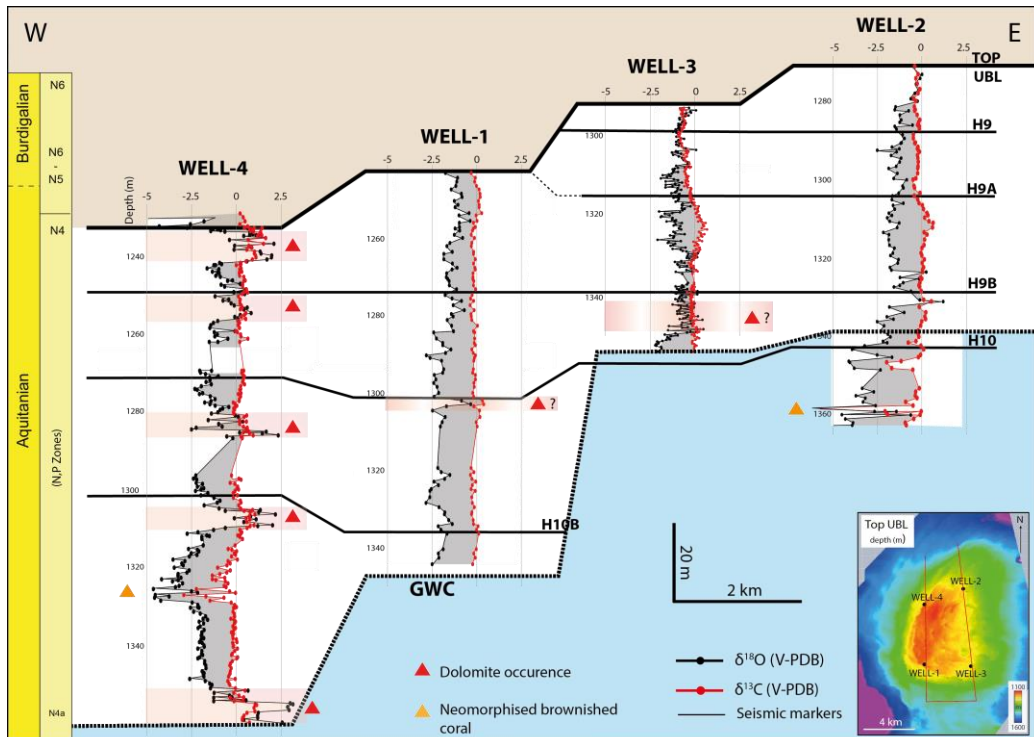 W
E
WELL-2
-5 -2.5 0 2.5
TOP
UBL
WELL-3
-5 -2.5 0 2.5
WELL-1
-5 -2.5 0 2.5
WELL-4
-5 -2.5 0 2.5
Depth (m)
Burdigalian
Aquitanian
(N,P Zones)
N6
N6
-
N5
N4
N4a
1240
1260
1280
1300
1320
1340
1260
1280
1300
1320
1340
1300
1320
1340
1280
1300
1320
1340
1360
H9
H9A
H9B
H10
H10B
?
?
GWC
20 m
2 km
Dolomite occurence
Neomorphised brownished
coral
δ18O (V-PDB)
δ13C (V-PDB)
Seismic markers
Top UBL
depth (m)
N
WELL-2
WELL-4
WELL-1
WELL-3
1100
1600
4 km